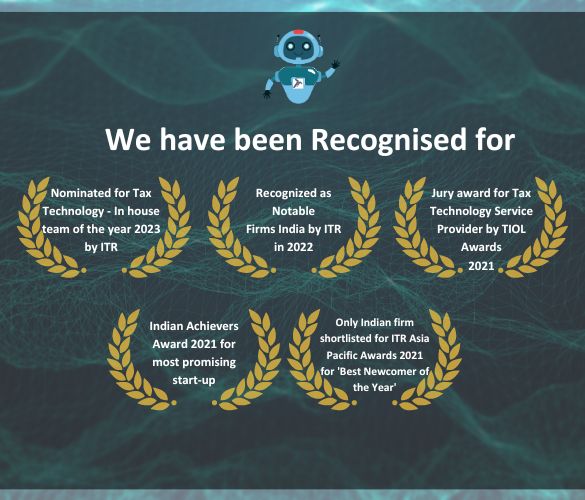 We have been Recognised for
Nominated for Tax
Technology - In house
team of the year 2023
by ITR
Recognized as
Notable
Firms India by ITR
in 2022
Jury award for Tax
Technology Service
Provider by TIOL
Awards
2021
Indian Achievers
Award 2021 for
most promising
start-up
Only Indian firm
shortlisted for ITR Asia
Pacific Awards 2021
for 'Best Newcomer of
the Year'